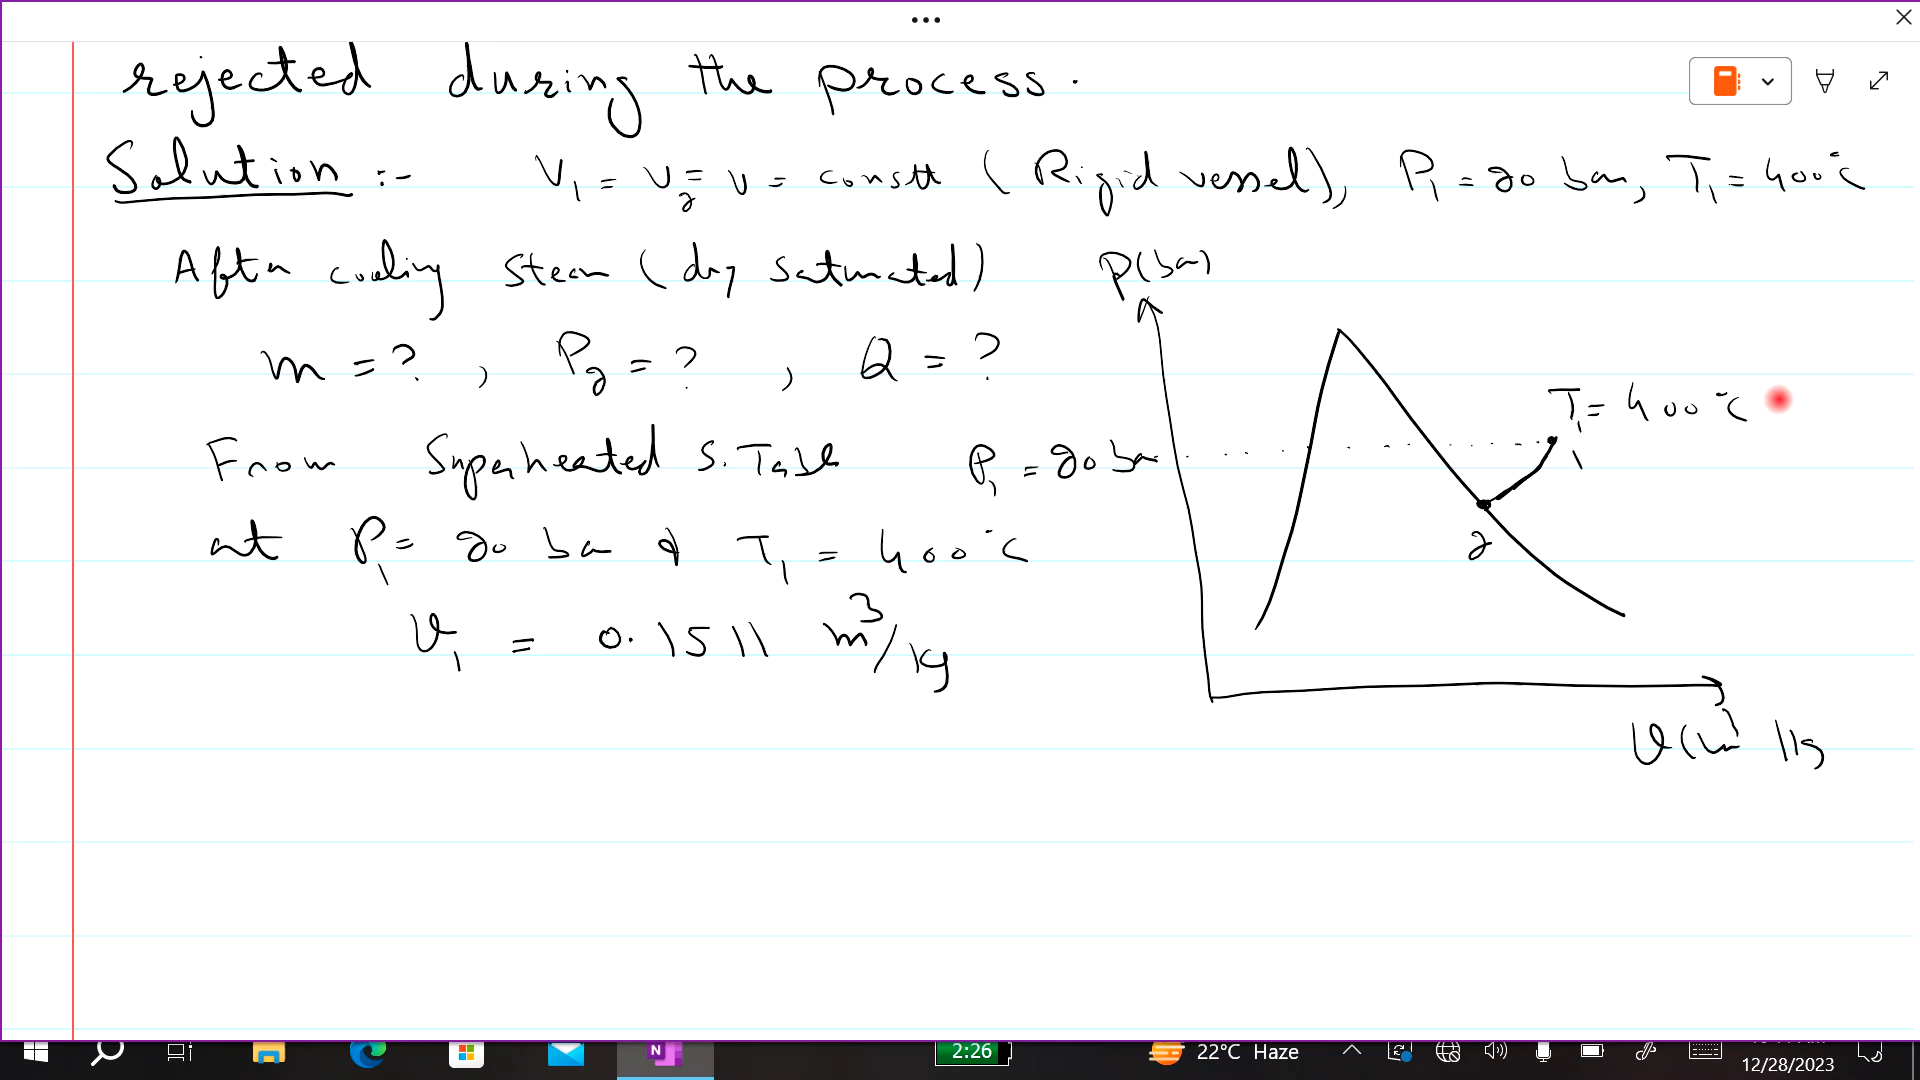 rejected during the process.
Solution :- V1 = V2 = V = constt (Rigid vessel), P1 = 20 bar, T1 = 400°C
After cooling steam (dry saturated)
m = ? , P2 = ? , Q = ?
From Superheated S. Table
at P1 = 20 bar & T1 = 400°C
v1 = 0.1511 m³/kg
P(bar)
T1 = 400°C
P1 = 20 bar
1
2
2:26
22°C Haze
12/28/2023